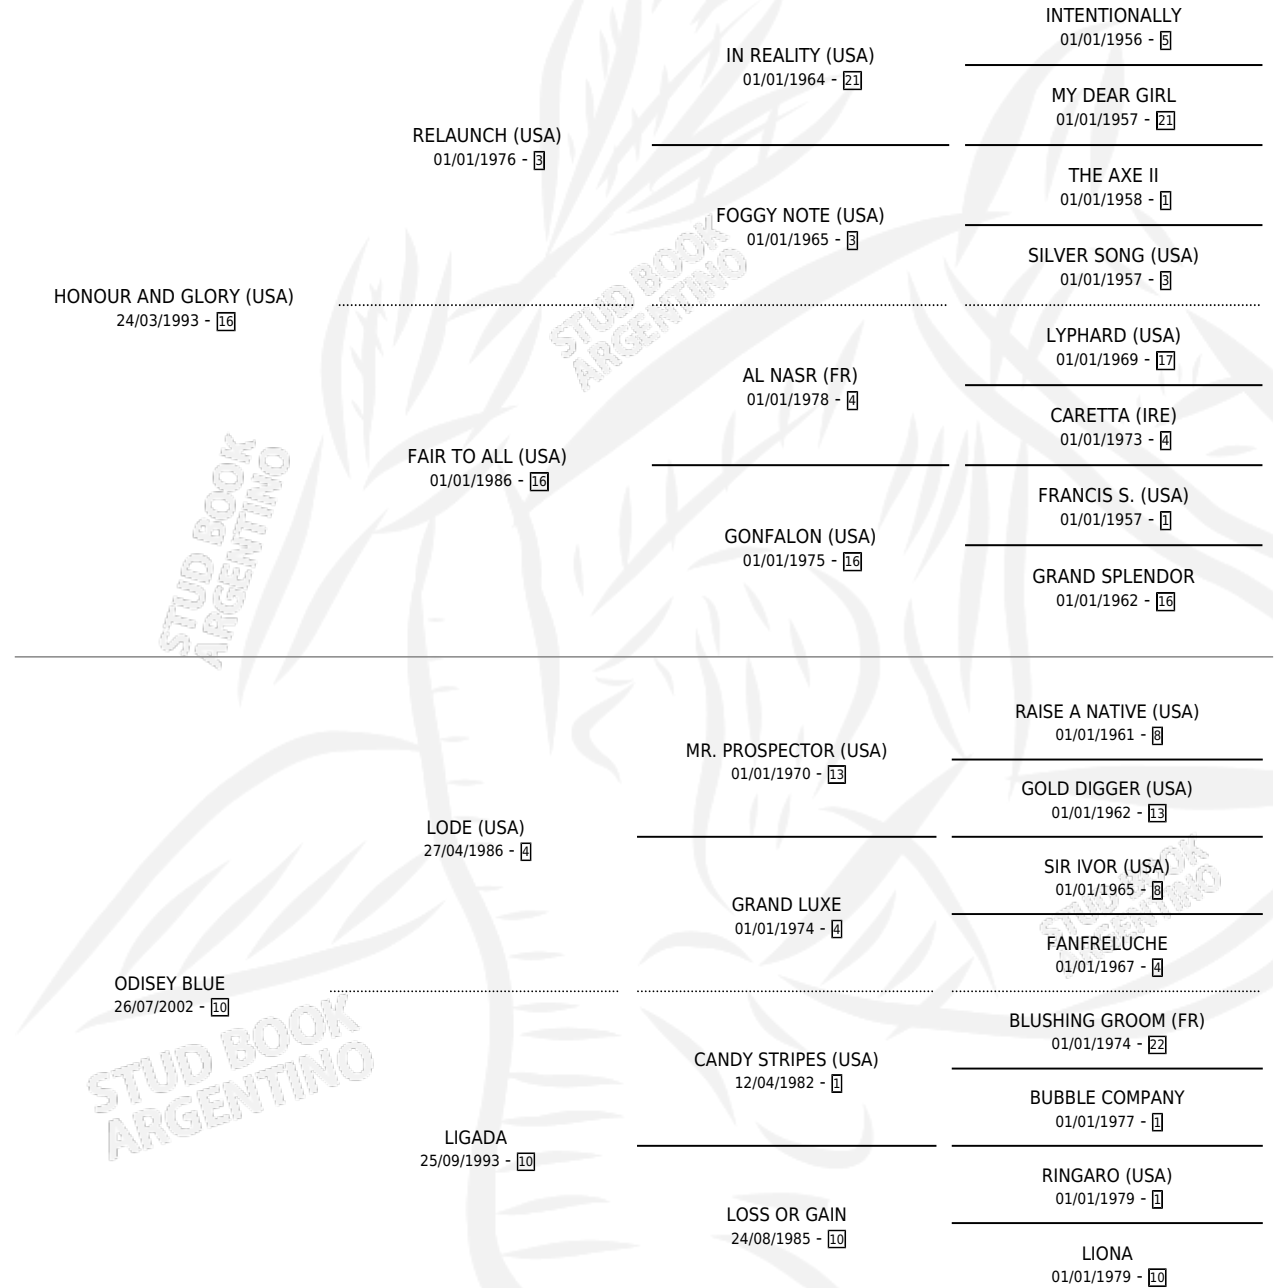 INTENTIONALLY
01/01/1956 - 5
IN REALITY (USA)
01/01/1964 - 21
MY DEAR GIRL
01/01/1957 - 21
RELAUNCH (USA)
01/01/1976 - 3
THE AXE II
01/01/1958 - 1
FOGGY NOTE (USA)
01/01/1965 - 3
SILVER SONG (USA)
01/01/1957 - 3
HONOUR AND GLORY (USA)
24/03/1993 - 16
LYPHARD (USA)
01/01/1969 - 17
AL NASR (FR)
01/01/1978 - 4
CARETTA (IRE)
01/01/1973 - 4
FAIR TO ALL (USA)
01/01/1986 - 16
FRANCIS S. (USA)
01/01/1957 - 1
GONFALON (USA)
01/01/1975 - 16
GRAND SPLENDOR
01/01/1962 - 16
RAISE A NATIVE (USA)
01/01/1961 - 8
MR. PROSPECTOR (USA)
01/01/1970 - 13
GOLD DIGGER (USA)
01/01/1962 - 13
LODE (USA)
27/04/1986 - 4
SIR IVOR (USA)
01/01/1965 - 8
GRAND LUXE
01/01/1974 - 4
FANFRELUCHE
01/01/1967 - 4
ODISEY BLUE
26/07/2002 - 10
BLUSHING GROOM (FR)
01/01/1974 - 22
CANDY STRIPES (USA)
12/04/1982 - 1
BUBBLE COMPANY
01/01/1977 - 1
LIGADA
25/09/1993 - 10
RINGARO (USA)
01/01/1979 - 1
LOSS OR GAIN
24/08/1985 - 10
LIONA
01/01/1979 - 10
STUD BOOK
ARGENTINO
STUD BOOK
ARGENTINO
STUD BOOK
ARGENTINO
STUD BOOK
ARGENTINO